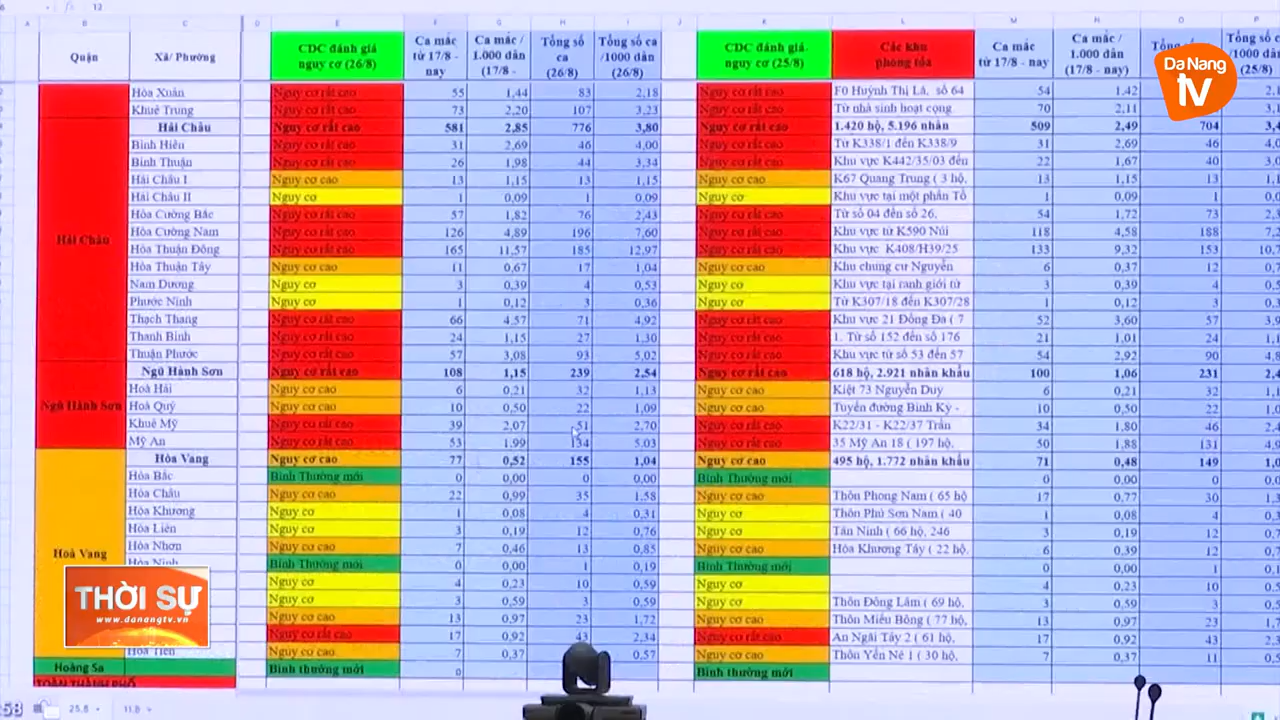 Quận Xã/ Phường CDC đánh giá nguy cơ (26/8) Ca mắc từ 17/8 - nay Ca mắc / 1.000 dân (17/8 - Tổng số ca (26/8) Tổng số ca /1000 dân (26/8) CDC đánh giá nguy cơ (25/8) Các khu phong tỏa Ca mắc từ 17/8 - nay Ca mắc / 1.000 dân (17/8 - nay) Tổng số ca /1000 dân (25/8)
Da Nang tv
Hòa Xuân Nguy cơ rất cao 55 1,44 83 2,18 Nguy cơ rất cao F0 Huỳnh Thị Lá, số 64 54 1,42
Khuê Trung Nguy cơ rất cao 73 2,20 107 3,23 Nguy cơ rất cao Từ nhà sinh hoạt cộng 70 2,11
Hải Châu Nguy cơ rất cao 581 2,85 776 3,80 Nguy cơ rất cao 1.420 hộ, 5.196 nhân 509 2,49 704
Bình Hiên Nguy cơ rất cao 31 2,69 46 4,00 Nguy cơ rất cao Từ K338/1 đến K338/9 31 2,69 46
Bình Thuận Nguy cơ rất cao 26 1,98 44 3,34 Nguy cơ rất cao Khu vực K442/35/03 đến 22 1,67 40
Hải Châu I Nguy cơ cao 13 1,15 13 1,15 Nguy cơ cao K67 Quang Trung ( 3 hộ, 13 1,15 13
Hải Châu II Nguy cơ 1 0,09 1 0,09 Nguy cơ Khu vực tại một phần Tổ 1 0,09 1
Hòa Cường Bắc Nguy cơ rất cao 57 1,82 76 2,43 Nguy cơ rất cao Từ số 04 đến số 26, 54 1,72 73
Hải Châu Hòa Cường Nam Nguy cơ rất cao 126 4,89 196 7,60 Nguy cơ rất cao Khu vực từ K590 Núi 118 4,58 188
Hòa Thuận Đông Nguy cơ rất cao 165 11,57 185 12,97 Nguy cơ rất cao Khu vực K408/H39/25 133 9,32 153
Hòa Thuận Tây Nguy cơ cao 11 0,67 17 1,04 Nguy cơ cao Khu chung cư Nguyễn 6 0,37 12
Nam Dương Nguy cơ 3 0,39 4 0,53 Nguy cơ Khu vực tại ranh giới từ 3 0,39 4
Phước Ninh Nguy cơ 1 0,12 3 0,36 Nguy cơ Từ K307/18 đến K307/28 1 0,12 3
Thạch Thang Nguy cơ rất cao 66 4,57 71 4,92 Nguy cơ rất cao Khu vực 21 Đống Đa ( 7 52 3,60 57
Thanh Bình Nguy cơ rất cao 24 1,15 27 1,30 Nguy cơ rất cao 1. Từ số 152 đến số 176 21 1,01 24
Thuận Phước Nguy cơ rất cao 57 3,08 93 5,02 Nguy cơ rất cao Khu vực từ số 53 đến 57 54 2,92 90
Ngũ Hành Sơn Nguy cơ rất cao 108 1,15 239 2,54 Nguy cơ rất cao 618 hộ, 2.921 nhân khẩu 100 1,06 231
Hoà Hải Nguy cơ cao 6 0,21 32 1,13 Nguy cơ cao Kiệt 73 Nguyễn Duy 6 0,21 32
Ngũ Hành Sơn Hoà Quý Nguy cơ cao 10 0,50 22 1,09 Nguy cơ cao Tuyến đường Bình Kỳ - 10 0,50 22
Khuê Mỹ Nguy cơ rất cao 39 2,07 51 2,70 Nguy cơ rất cao K22/31 - K22/37 Trần 34 1,80 46
Mỹ An Nguy cơ rất cao 53 1,99 134 5,03 Nguy cơ rất cao 35 Mỹ An 18 ( 197 hộ, 50 1,88 131
Hòa Vang Nguy cơ cao 77 0,52 155 1,04 Nguy cơ cao 495 hộ, 1.772 nhân khẩu 71 0,48 149
Hòa Bắc Bình Thường mới 0 0,00 0 0,00 Bình Thường mới 0 0,00 0
Hòa Châu Nguy cơ cao 22 0,99 35 1,58 Nguy cơ cao Thôn Phong Nam ( 65 hộ 17 0,77 30
Hòa Khương Nguy cơ 1 0,08 4 0,31 Nguy cơ Thôn Phú Sơn Nam ( 40 1 0,08 4
Hòa Liên Nguy cơ 3 0,19 12 0,76 Nguy cơ Tân Ninh ( 66 hộ, 246 3 0,19 12
Hoà Vang Hòa Nhơn Nguy cơ cao 7 0,46 13 0,85 Nguy cơ cao Hòa Khương Tây ( 22 hộ, 6 0,39 12
Hòa Ninh Bình Thường mới 0 0,00 1 0,19 Bình Thường mới 0 0,00 1
Nguy cơ 4 0,23 10 0,59 Nguy cơ 4 0,23 10
Nguy cơ 3 0,59 3 0,59 Nguy cơ Thôn Đông Lâm ( 69 hộ, 3 0,59 3
Nguy cơ cao 13 0,97 23 1,72 Nguy cơ cao Thôn Miếu Bông ( 77 hộ, 13 0,97 23
Nguy cơ rất cao 17 0,92 43 2,34 Nguy cơ rất cao An Ngãi Tây 2 ( 61 hộ, 17 0,92 43
Hòa Tiến Nguy cơ cao 7 0,37 0,57 Nguy cơ cao Thôn Yến Nê 1 ( 30 hộ, 7 0,37 11
Hoàng Sa Bình thường mới 0 Bình thường mới
TOÀN THÀNH PHỐ
THỜI SỰ
www.danangtv.vn
:58 25.8 11.8